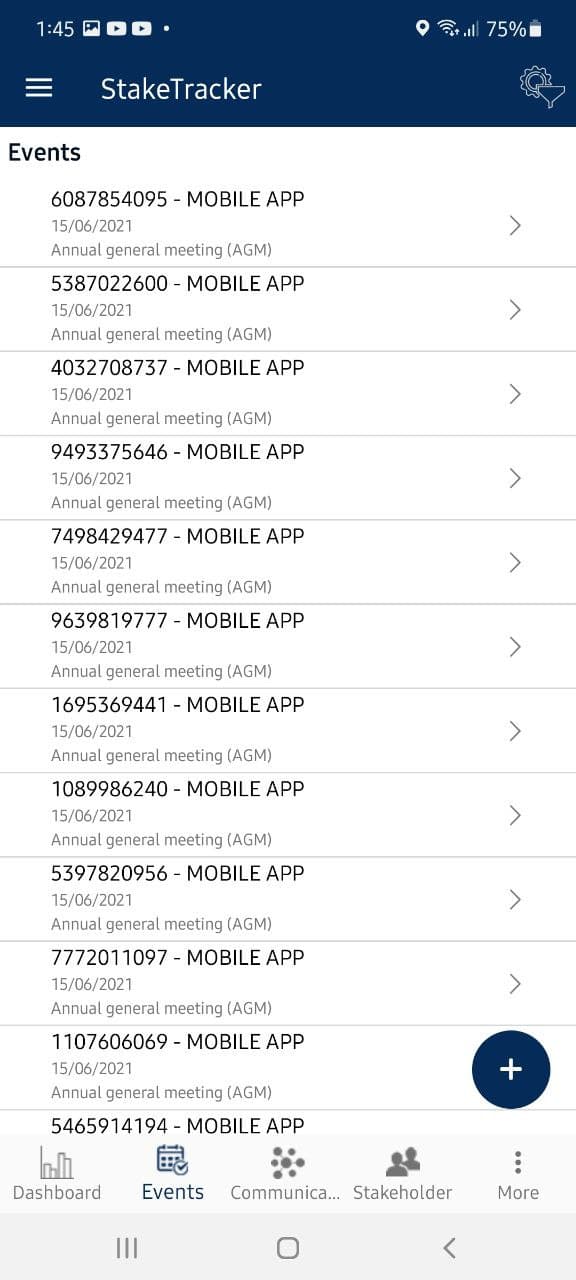 1:45
75%
StakeTracker
Events
6087854095 - MOBILE APP
15/06/2021
Annual general meeting (AGM)
5387022600 - MOBILE APP
15/06/2021
Annual general meeting (AGM)
4032708737 - MOBILE APP
15/06/2021
Annual general meeting (AGM)
9493375646 - MOBILE APP
15/06/2021
Annual general meeting (AGM)
7498429477 - MOBILE APP
15/06/2021
Annual general meeting (AGM)
9639819777 - MOBILE APP
15/06/2021
Annual general meeting (AGM)
1695369441 - MOBILE APP
15/06/2021
Annual general meeting (AGM)
1089986240 - MOBILE APP
15/06/2021
Annual general meeting (AGM)
5397820956 - MOBILE APP
15/06/2021
Annual general meeting (AGM)
7772011097 - MOBILE APP
15/06/2021
Annual general meeting (AGM)
1107606069 - MOBILE APP
15/06/2021
Annual general meeting (AGM)
5465914194 - MOBILE APP
Dashboard Events Communica... Stakeholder More